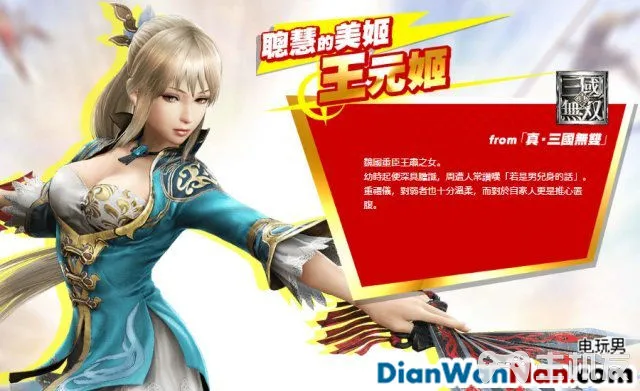 聰慧的美姬
王元姬
三國無双
from「真・三國無雙」
魏國重臣王肅之女。
幼時起便深具膽識，周遭人常讚嘆「若是男兒身的話」。
重禮儀，對弱者也十分溫柔，而對於自家人更是推心置
腹。
电玩男
DianWanNan.com